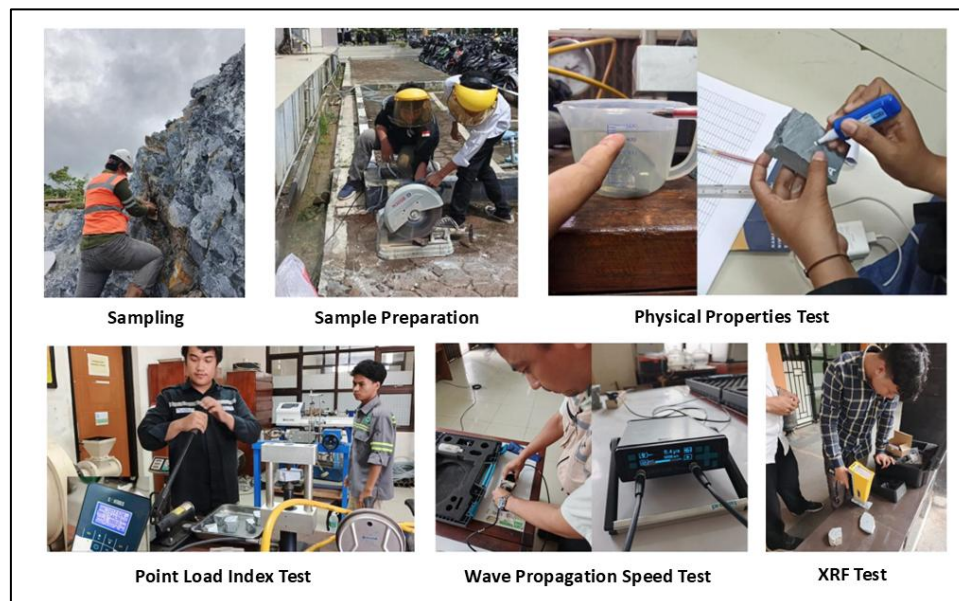 Sampling
Sample Preparation
Physical Properties Test
Point Load Index Test
Wave Propagation Speed Test
XRF Test